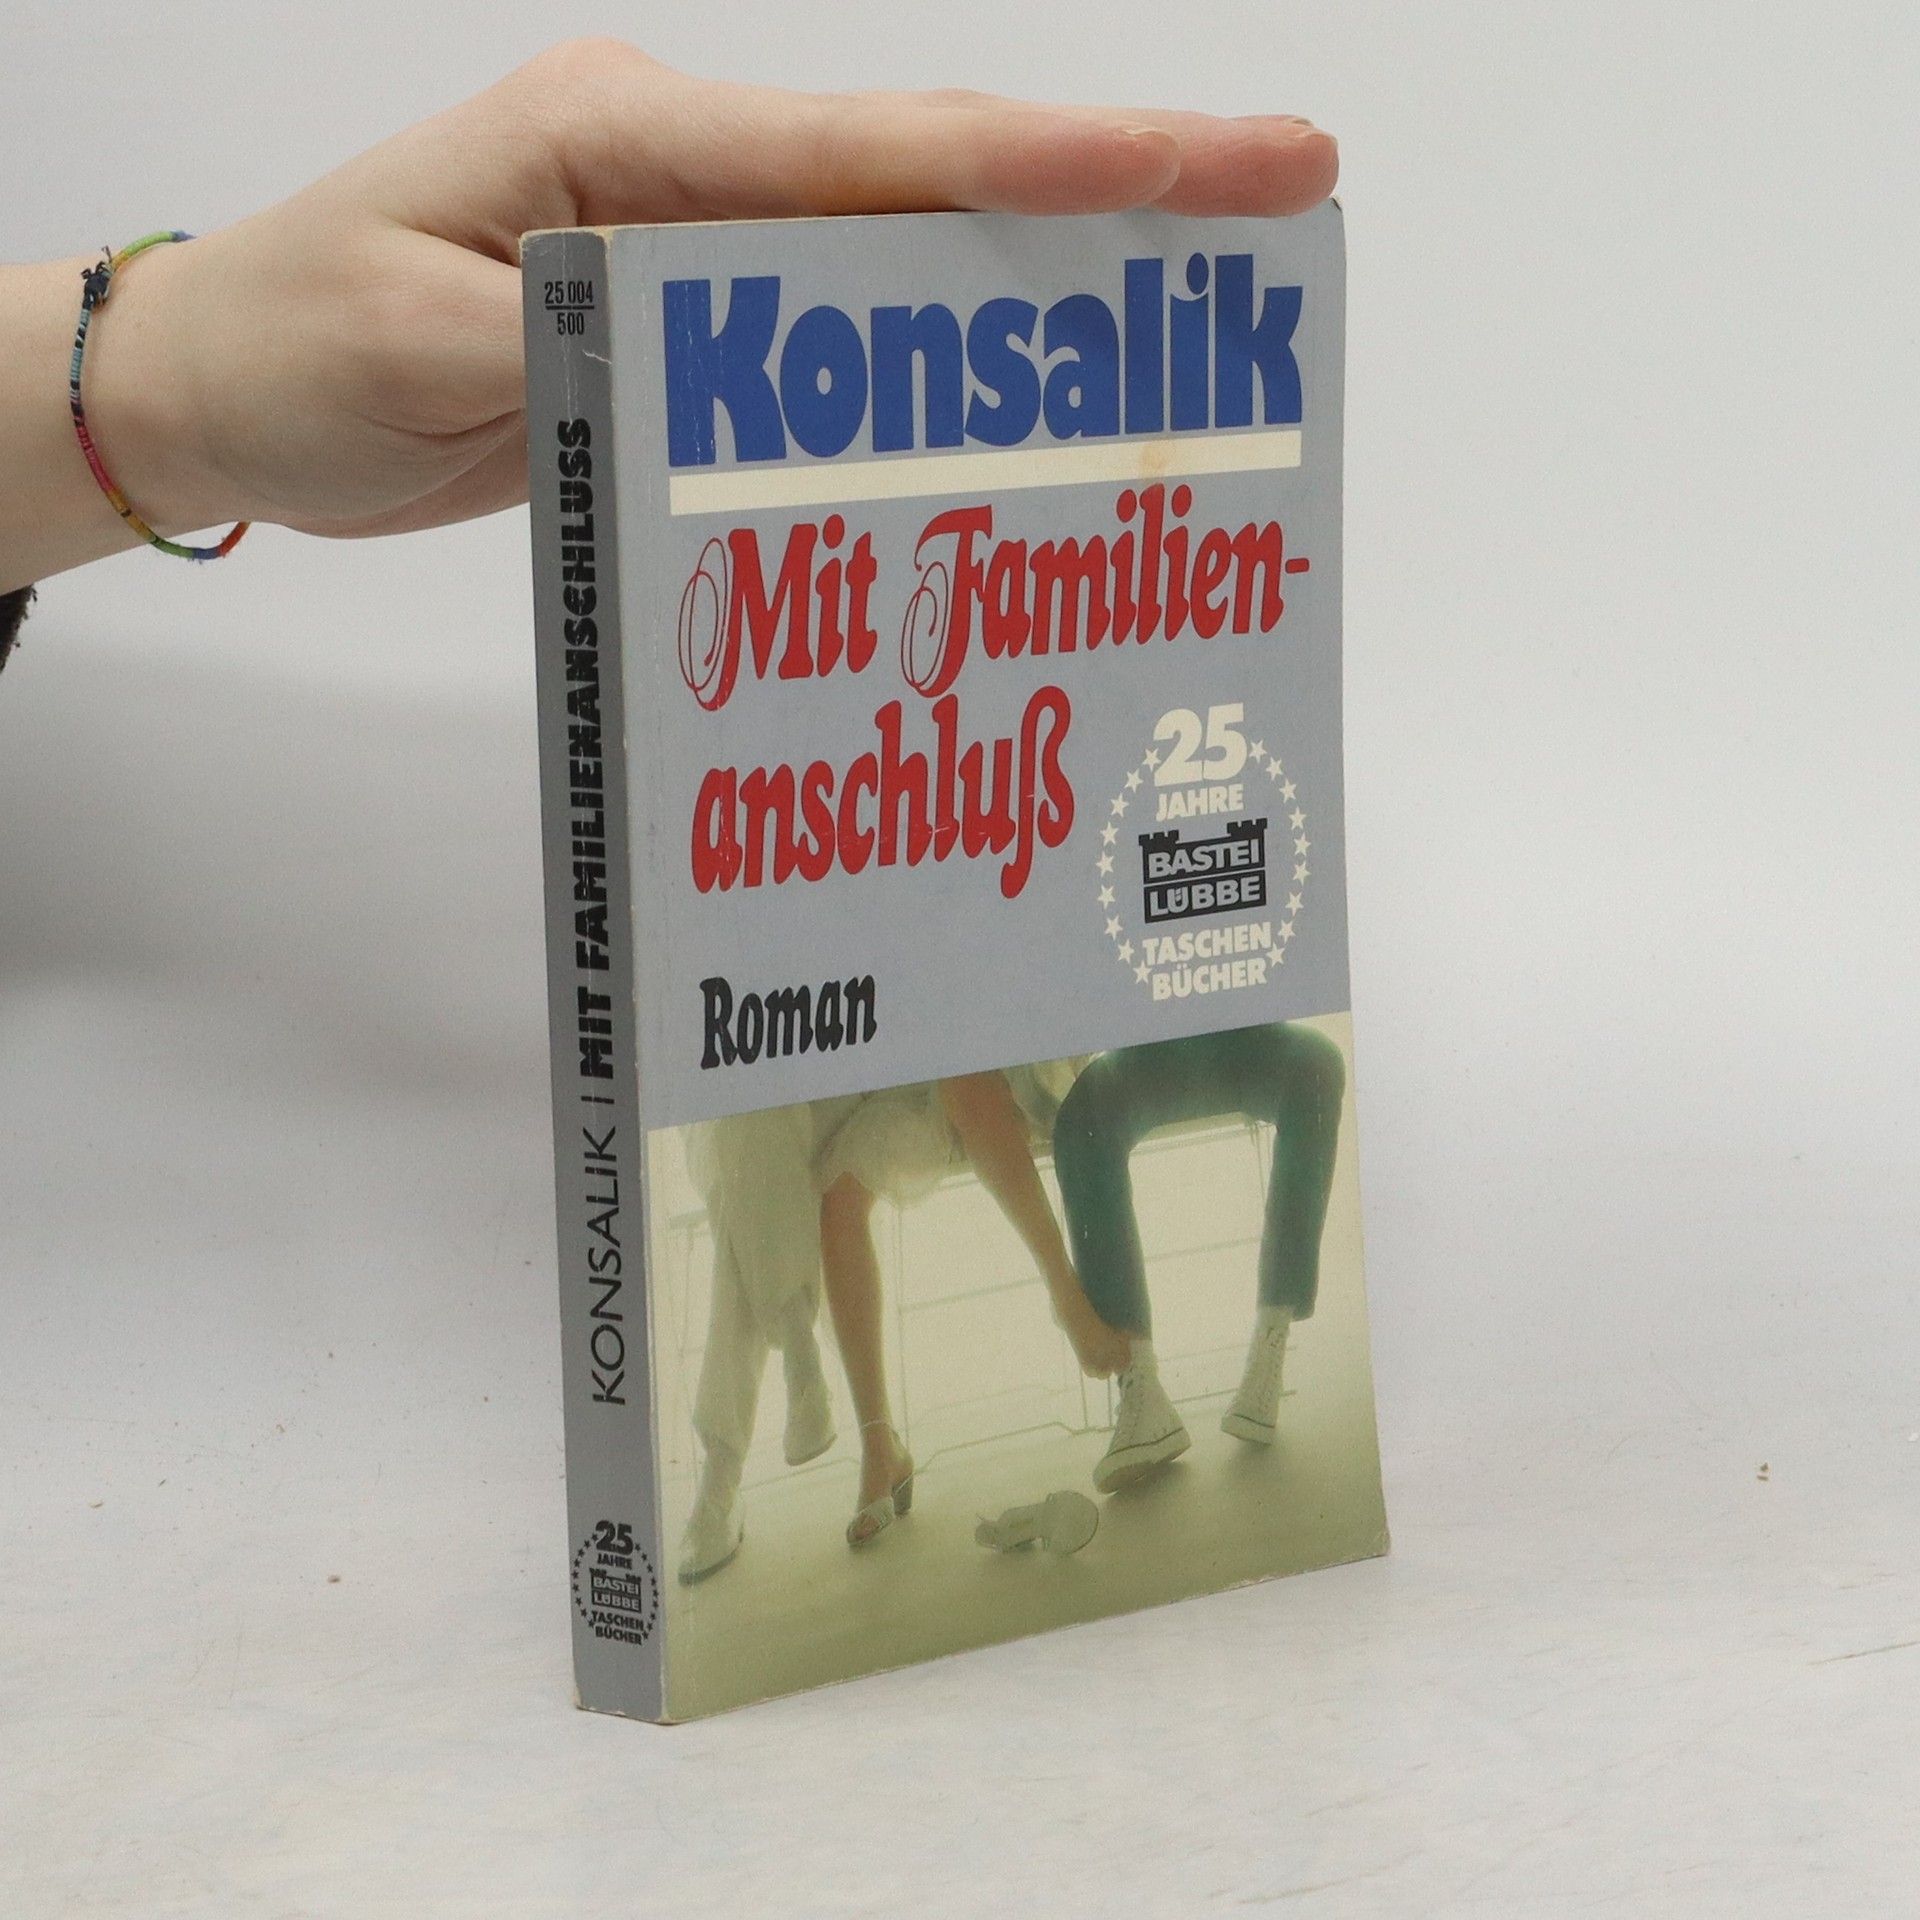 25 004
500
KONSALIK | MIT FAMILIENANSCHLUSS
25
JAHRE
BASTEI
LÜBBE
TASCHEN
BÜCHER
Konsalik
Mit Familien-
anschluß
Roman
25
JAHRE
BASTEI
LÜBBE
TASCHEN
BÜCHER